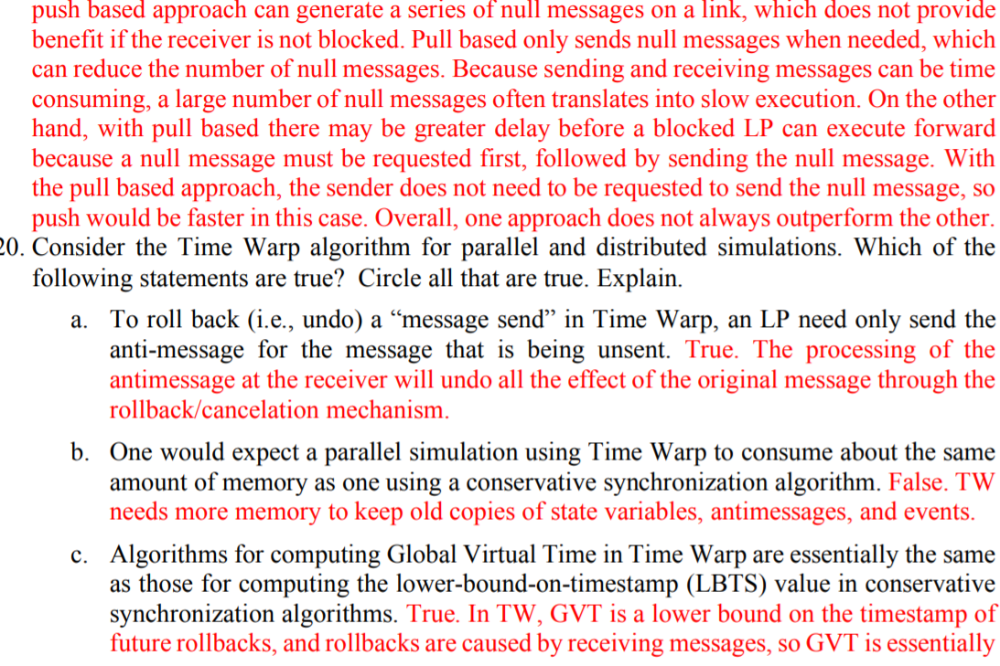 push based approach can generate a series of null messages on a link, which does not provide
benefit if the receiver is not blocked. Pull based only sends null messages when needed, which
can reduce the number of null messages. Because sending and receiving messages can be time
consuming, a large number of null messages often translates into slow execution. On the other
hand, with pull based there may be greater delay before a blocked LP can execute forward
because a null message must be requested first, followed by sending the null message. With
the pull based approach, the sender does not need to be requested to send the null message, so
push would be faster in this case. Overall, one approach does not always outperform the other.
20. Consider the Time Warp algorithm for parallel and distributed simulations. Which of the
following statements are true? Circle all that are true. Explain.
a. To roll back (i.e., undo) a “message send” in Time Warp, an LP need only send the
anti-message for the message that is being unsent. True. The processing of the
antimessage at the receiver will undo all the effect of the original message through the
rollback/cancelation mechanism.
b. One would expect a parallel simulation using Time Warp to consume about the same
amount of memory as one using a conservative synchronization algorithm. False. TW
needs more memory to keep old copies of state variables, antimessages, and events.
c. Algorithms for computing Global Virtual Time in Time Warp are essentially the same
as those for computing the lower-bound-on-timestamp (LBTS) value in conservative
synchronization algorithms. True. In TW, GVT is a lower bound on the timestamp of
future rollbacks, and rollbacks are caused by receiving messages, so GVT is essentially